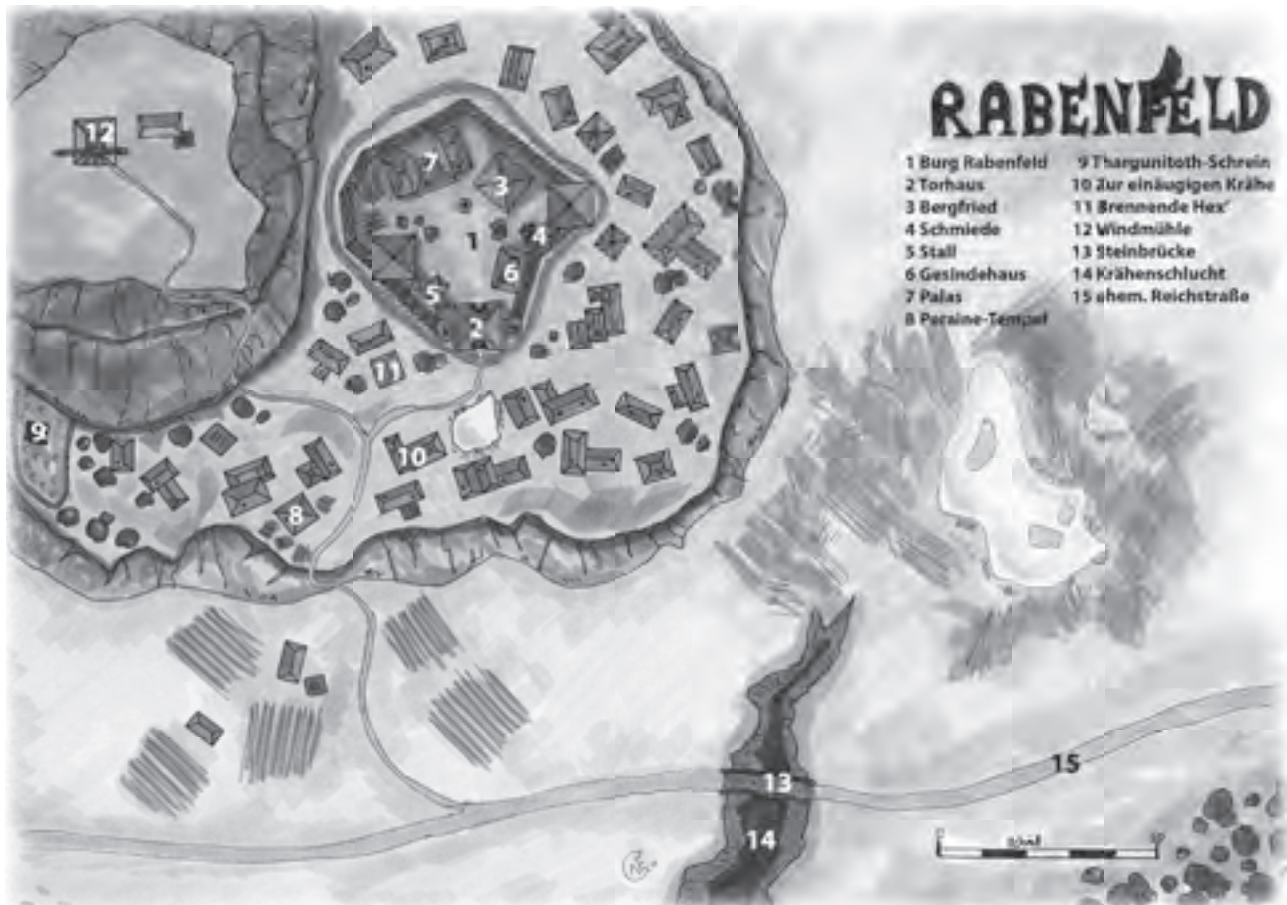 RABENFELD
1 Burg Rabenfeld
2 Torhaus
3 Bergfried
4 Schmiede
5 Stall
6 Gesindehaus
7 Palas
8 Peraine-Tempel
9 Thargunitoth-Schrein
10 Zur einäugigen Krähe
11 Brennende Hex'
12 Windmühle
13 Steinbrücke
14 Krähenschlucht
15 ehem. Reichstraße
12
7
3
1
4
6
5
2
11
9
10
8
15
13
14
0